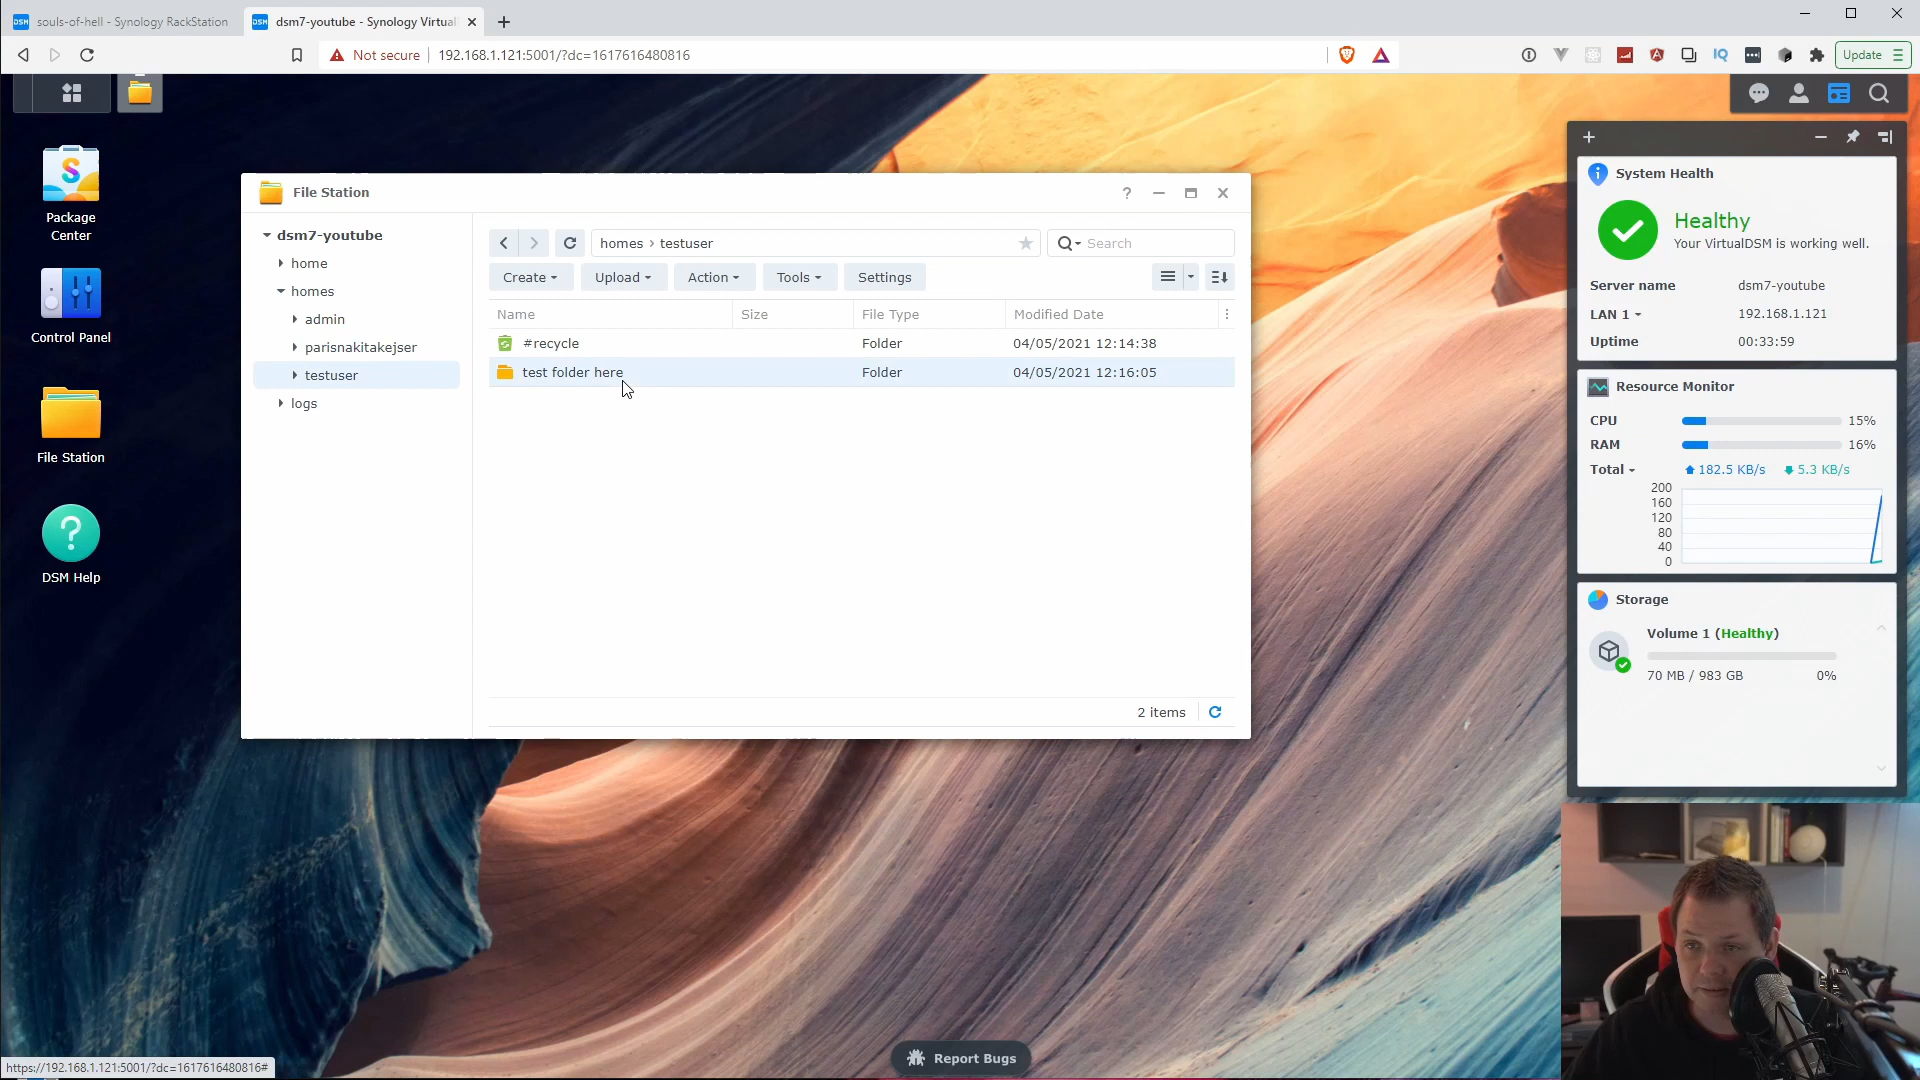 souls-of-hell - Synology RackStation
dsm7-youtube - Synology Virtual
Not secure
192.168.1.121:5001/?dc=1617616480816
Update
Package
Center
Control Panel
File Station
DSM Help
File Station
dsm7-youtube
home
homes
admin
parisnakitakejser
testuser
logs
homes › testuser
Search
Create
Upload
Action
Tools
Settings
Name
Size
File Type
Modified Date
#recycle
Folder
04/05/2021 12:14:38
test folder here
Folder
04/05/2021 12:16:05
2 items
System Health
Healthy
Your VirtualDSM is working well.
Server name
dsm7-youtube
LAN 1
192.168.1.121
Uptime
00:33:59
Resource Monitor
CPU
15%
RAM
16%
Total
182.5 KB/s
5.3 KB/s
200
160
120
80
40
0
Storage
Volume 1 (Healthy)
70 MB / 983 GB
0%
Report Bugs
https://192.168.1.121:5001/?dc=1617616480816#